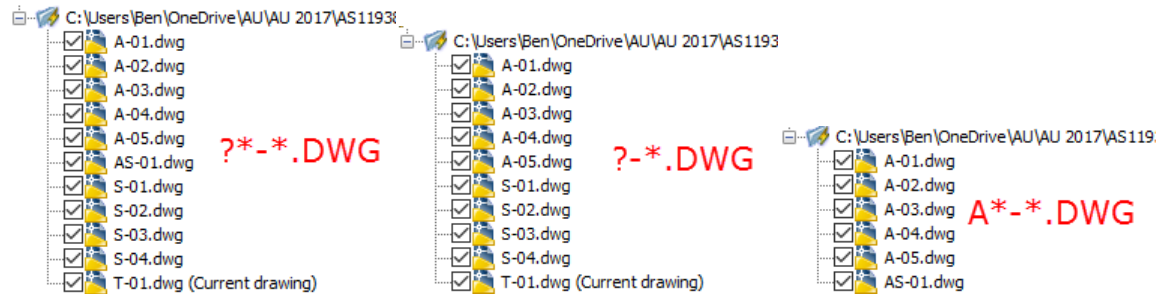 C:\Users\Ben\OneDrive\AU\AU 2017\AS11938
A-01.dwg
A-02.dwg
A-03.dwg
A-04.dwg
A-05.dwg
AS-01.dwg
S-01.dwg
S-02.dwg
S-03.dwg
S-04.dwg
T-01.dwg (Current drawing)
?*-*.DWG
C:\Users\Ben\OneDrive\AU\AU 2017\AS1193
A-01.dwg
A-02.dwg
A-03.dwg
A-04.dwg
A-05.dwg
S-01.dwg
S-02.dwg
S-03.dwg
S-04.dwg
T-01.dwg (Current drawing)
?-*.DWG
C:\Users\Ben\OneDrive\AU\AU 2017\AS119
A-01.dwg
A-02.dwg
A-03.dwg
A-04.dwg
A-05.dwg
AS-01.dwg
A*-*.DWG